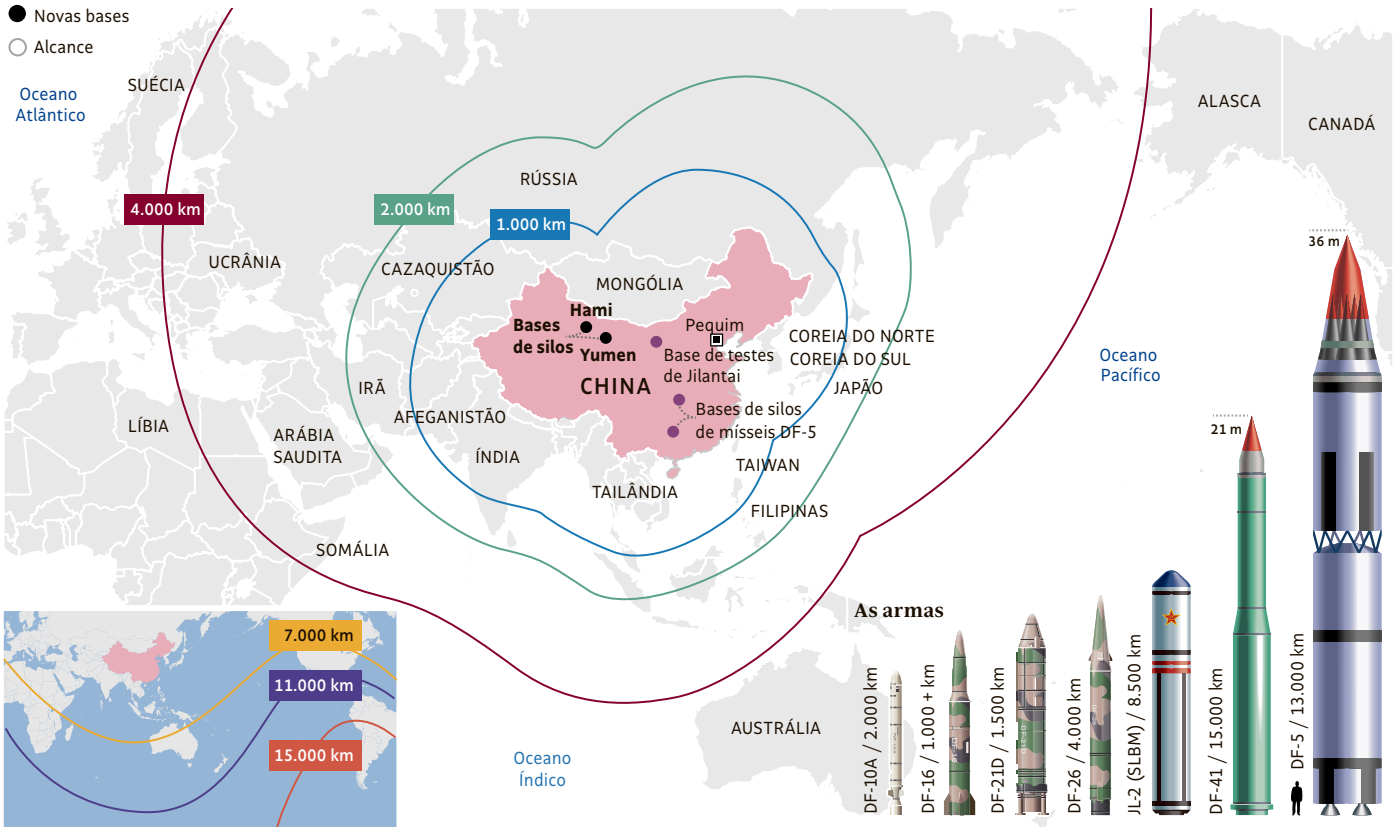 Novas bases
Alcance
Oceano
Atlântico
SUÉCIA
ALASCA
CANADÁ
RÚSSIA
4.000 km
2.000 km
1.000 km
UCRÂNIA
CAZAQUISTÃO
MONGÓLIA
36 m
Hami
Bases
de silos
Yumen
Pequim
COREIA DO NORTE
COREIA DO SUL
Base de testes
de Jilantai
CHINA
JAPÃO
Oceano
Pacífico
IRÃ
AFEGANISTÃO
Bases de silos
de mísseis DF-5
LÍBIA
ARÁBIA
SAUDITA
ÍNDIA
TAIWAN
21 m
TAILÂNDIA
FILIPINAS
SOMÁLIA
7.000 km
11.000 km
15.000 km
Oceano
Índico
AUSTRÁLIA
As armas
DF-10A / 2.000 km
DF-16 / 1.000 + km
DF-21D / 1.500 km
DF-26 / 4.000 km
JL-2 (SLBM) / 8.500 km
DF-41 / 15.000 km
DF-5 / 13.000 km
DF-21D